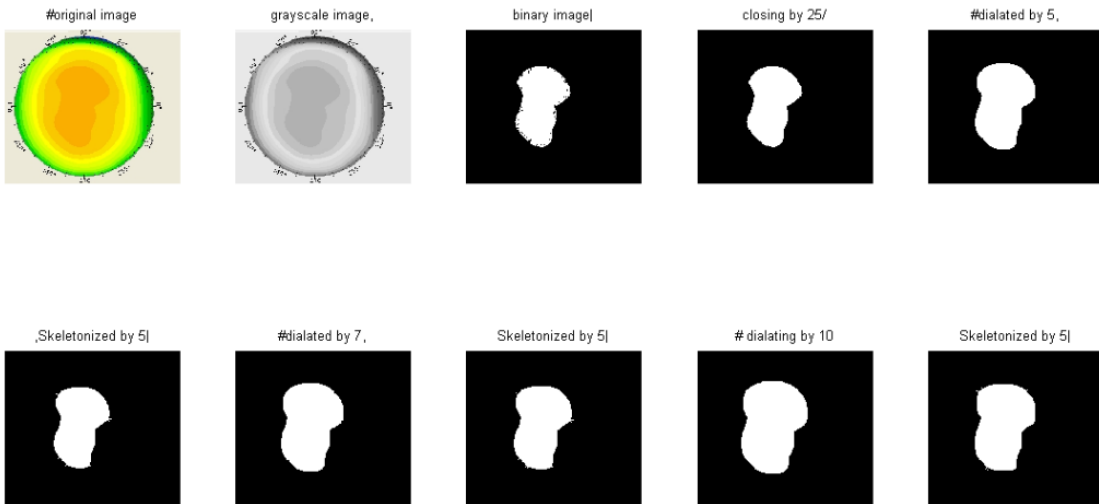 #original image
grayscale image,
binary image|
closing by 25/
#dialated by 5,
,Skeletonized by 5|
#dialated by 7,
Skeletonized by 5|
# dialating by 10
Skeletonized by 5|